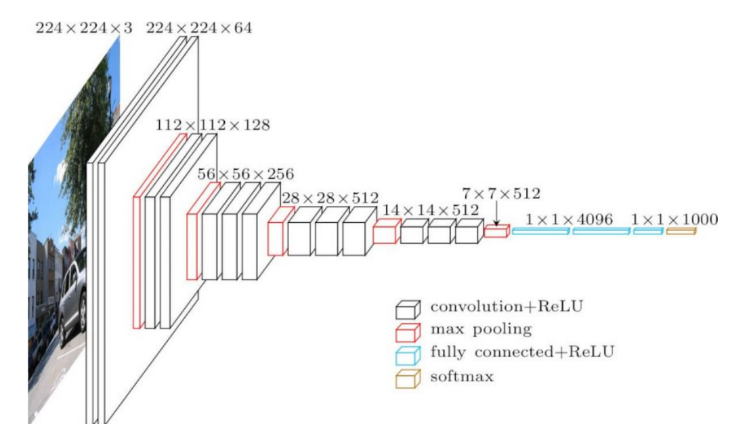 224×224×3
224×224×64
112×112×128
56×56×256
28×28×512
14×14×512
7×7×512
1×1×4096
1×1×1000
convolution+ReLU
max pooling
fully connected+ReLU
softmax